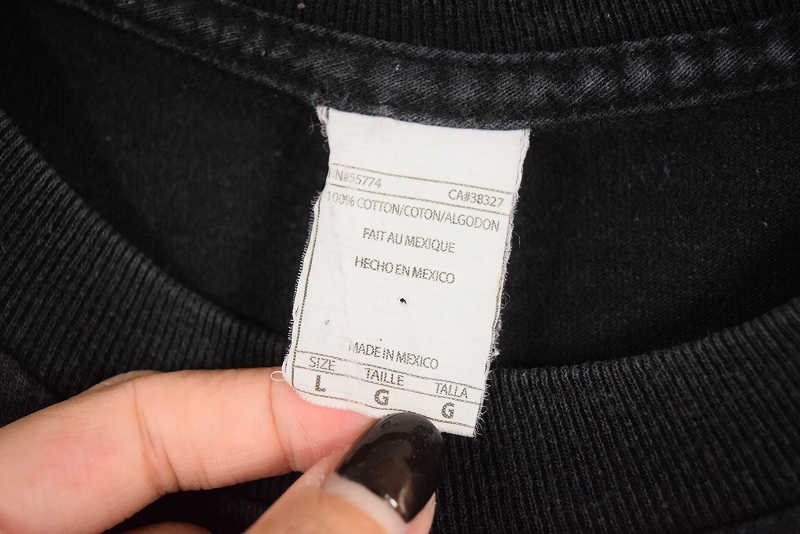 RN#55774 CA#38327
100% COTTON/COTON/ALGODON
FAIT AU MEXIQUE
HECHO EN MEXICO
MADE IN MEXICO
SIZE TAILLE TALLA
L G G